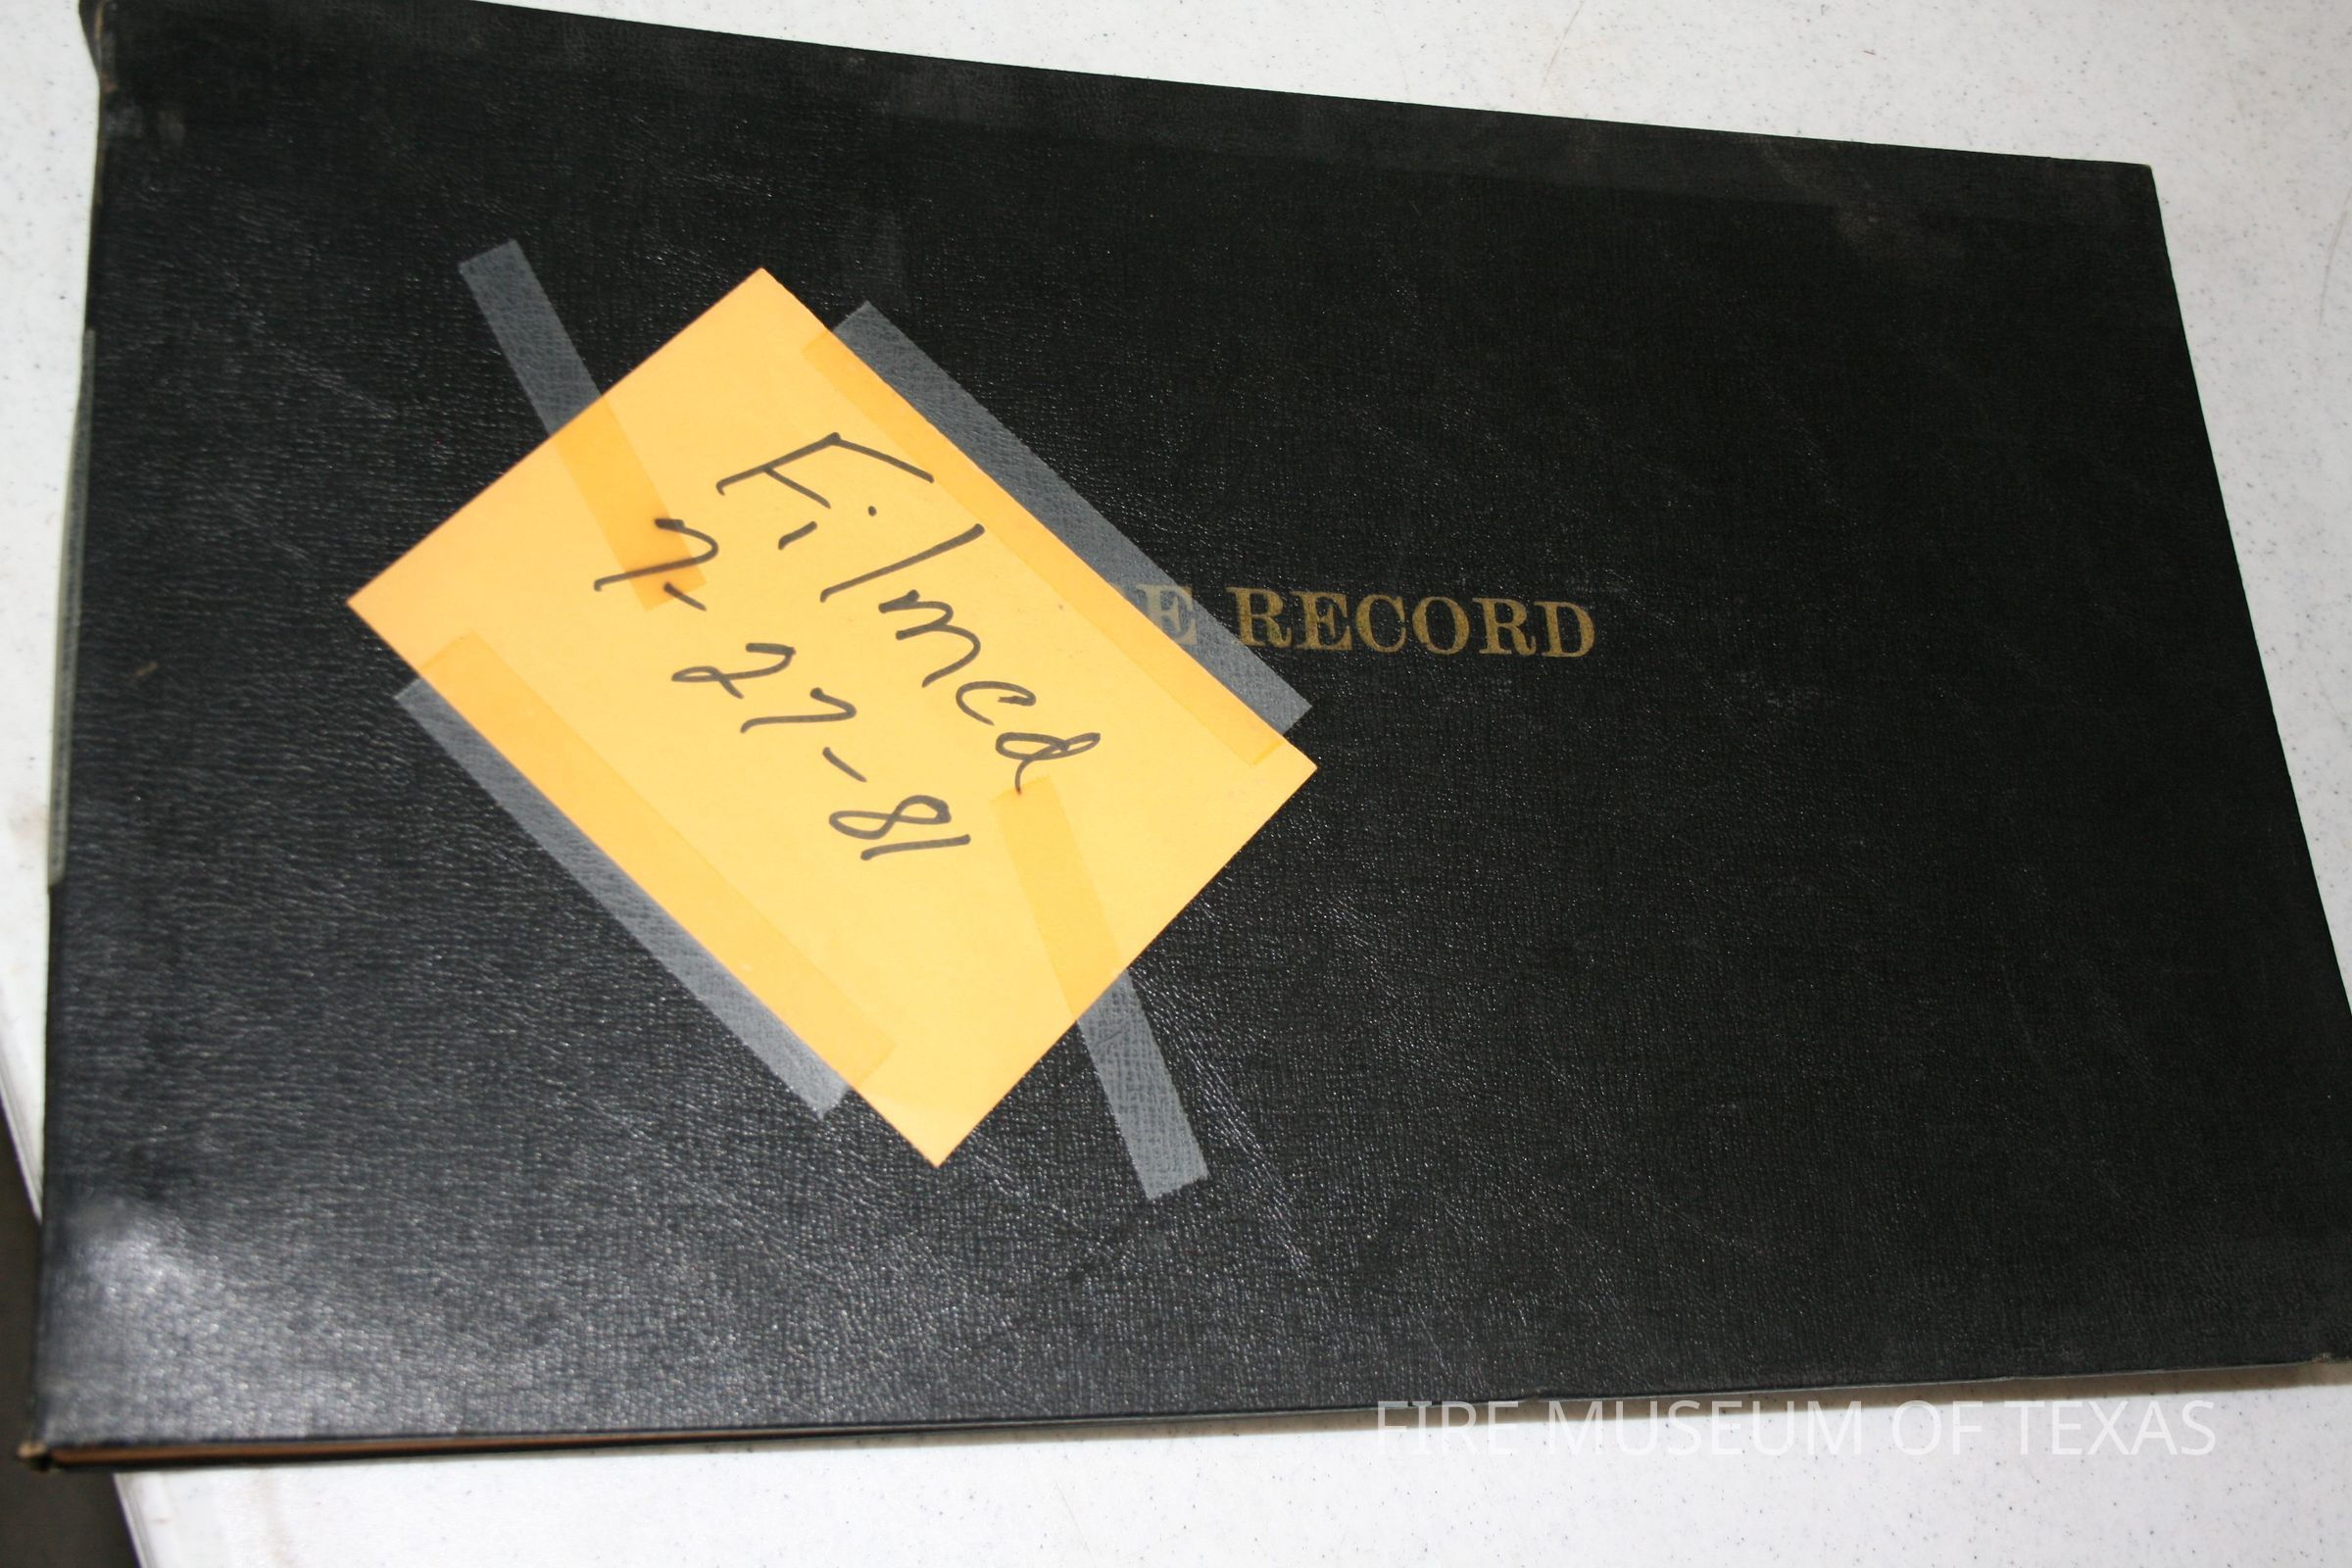 Filmed
7-27-81
E RECORD
FIRE MUSEUM OF TEXAS